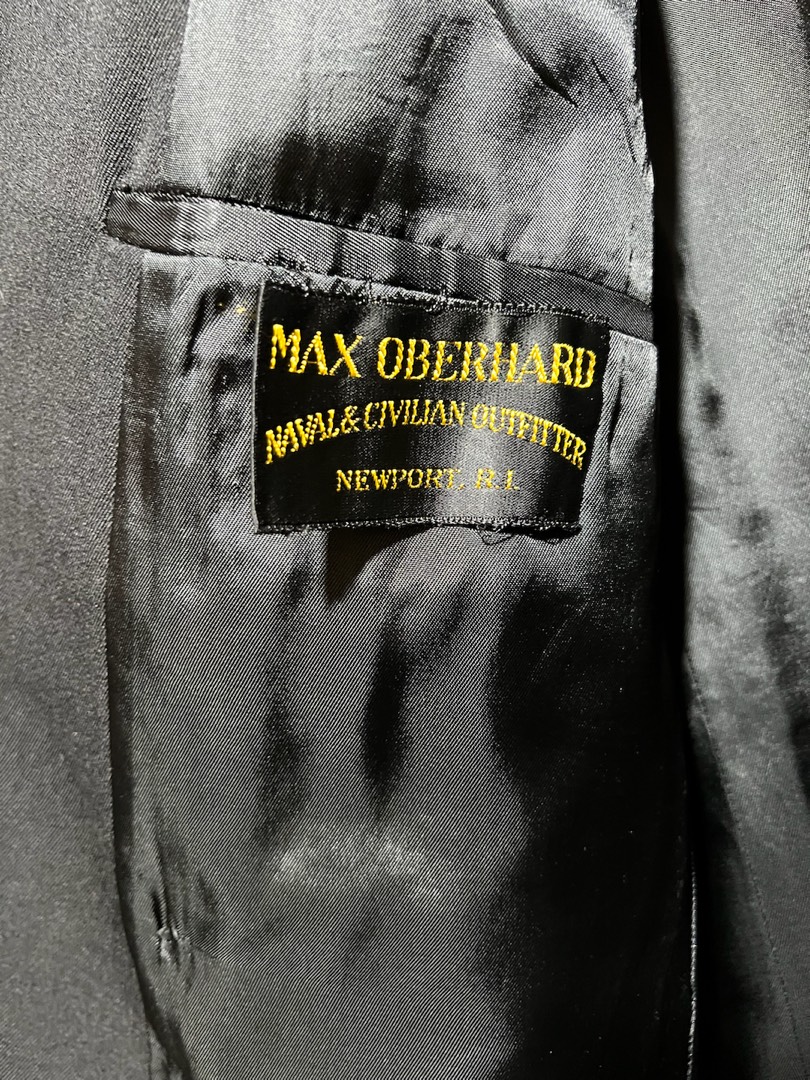 MAX OBERHARD
NAVAL & CIVILIAN OUTFITTER
NEWPORT, R.I.